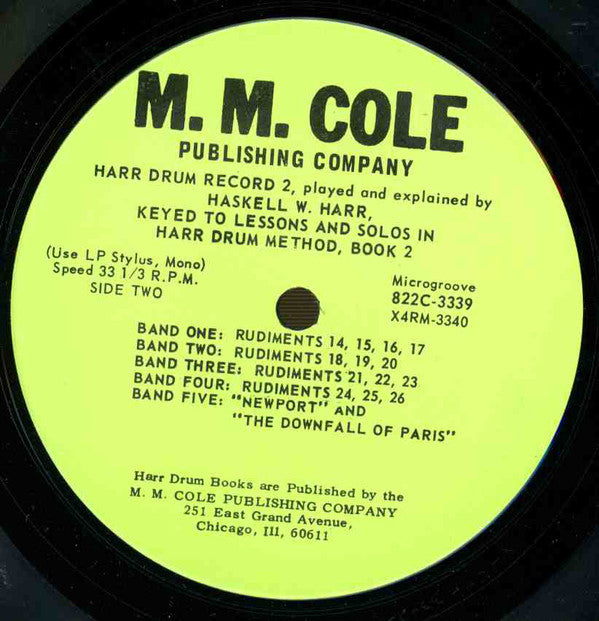 M. M. COLE
PUBLISHING COMPANY
HARR DRUM RECORD 2, played and explained by
HASKELL W. HARR,
KEYED TO LESSONS AND SOLOS IN
HARR DRUM METHOD, BOOK 2
(Use LP Stylus, Mono)
Speed 33 1/3 R.P.M.
SIDE TWO
Microgroove
822C-3339
X4RM-3340
BAND ONE: RUDIMENTS 14, 15, 16, 17
BAND TWO: RUDIMENTS 18, 19, 20
BAND THREE: RUDIMENTS 21, 22, 23
BAND FOUR: RUDIMENTS 24, 25, 26
BAND FIVE: "NEWPORT" AND
"THE DOWNFALL OF PARIS"
Harr Drum Books are Published by the
M. M. COLE PUBLISHING COMPANY
251 East Grand Avenue,
Chicago, Ill, 60611